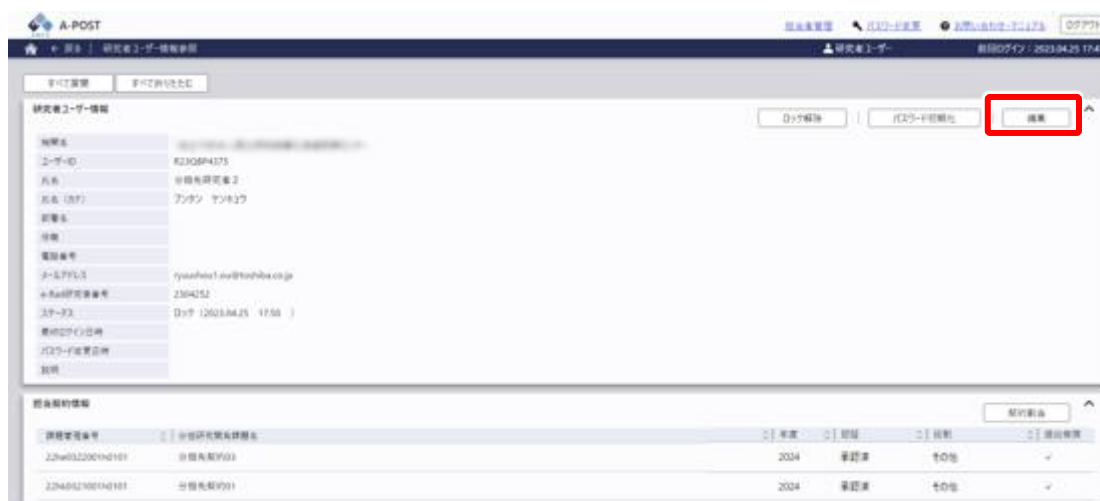 A-POST
担当者管理 パスワード変更 お問い合わせ・マニュアル ログアウト
戻る | 研究者ユーザー情報参照 研究者ユーザー 前回ログイン：2023.04.25 17:4
すべて展開 すべて折りたたむ
研究者ユーザー情報
ロック解除 パスワード初期化 編集
機関名
ユーザーID R23QBP4375
氏名 分担先研究者2
氏名（カナ） ブンタン ケンキュウ
部署名
役職
電話番号
メールアドレス
e-Rad研究者番号 2304252
ステータス ロック（2023.04.25 17:50 ）
最終ログイン日時
パスワード変更日時
説明
担当契約情報
契約割当
課題管理番号 分担研究開発課題名 年度 認証 役割 提出権限
22he0322001h0101 分担先契約03 2024 承認済 その他 ✓
分担先契約01 2024 承認済 その他 ✓